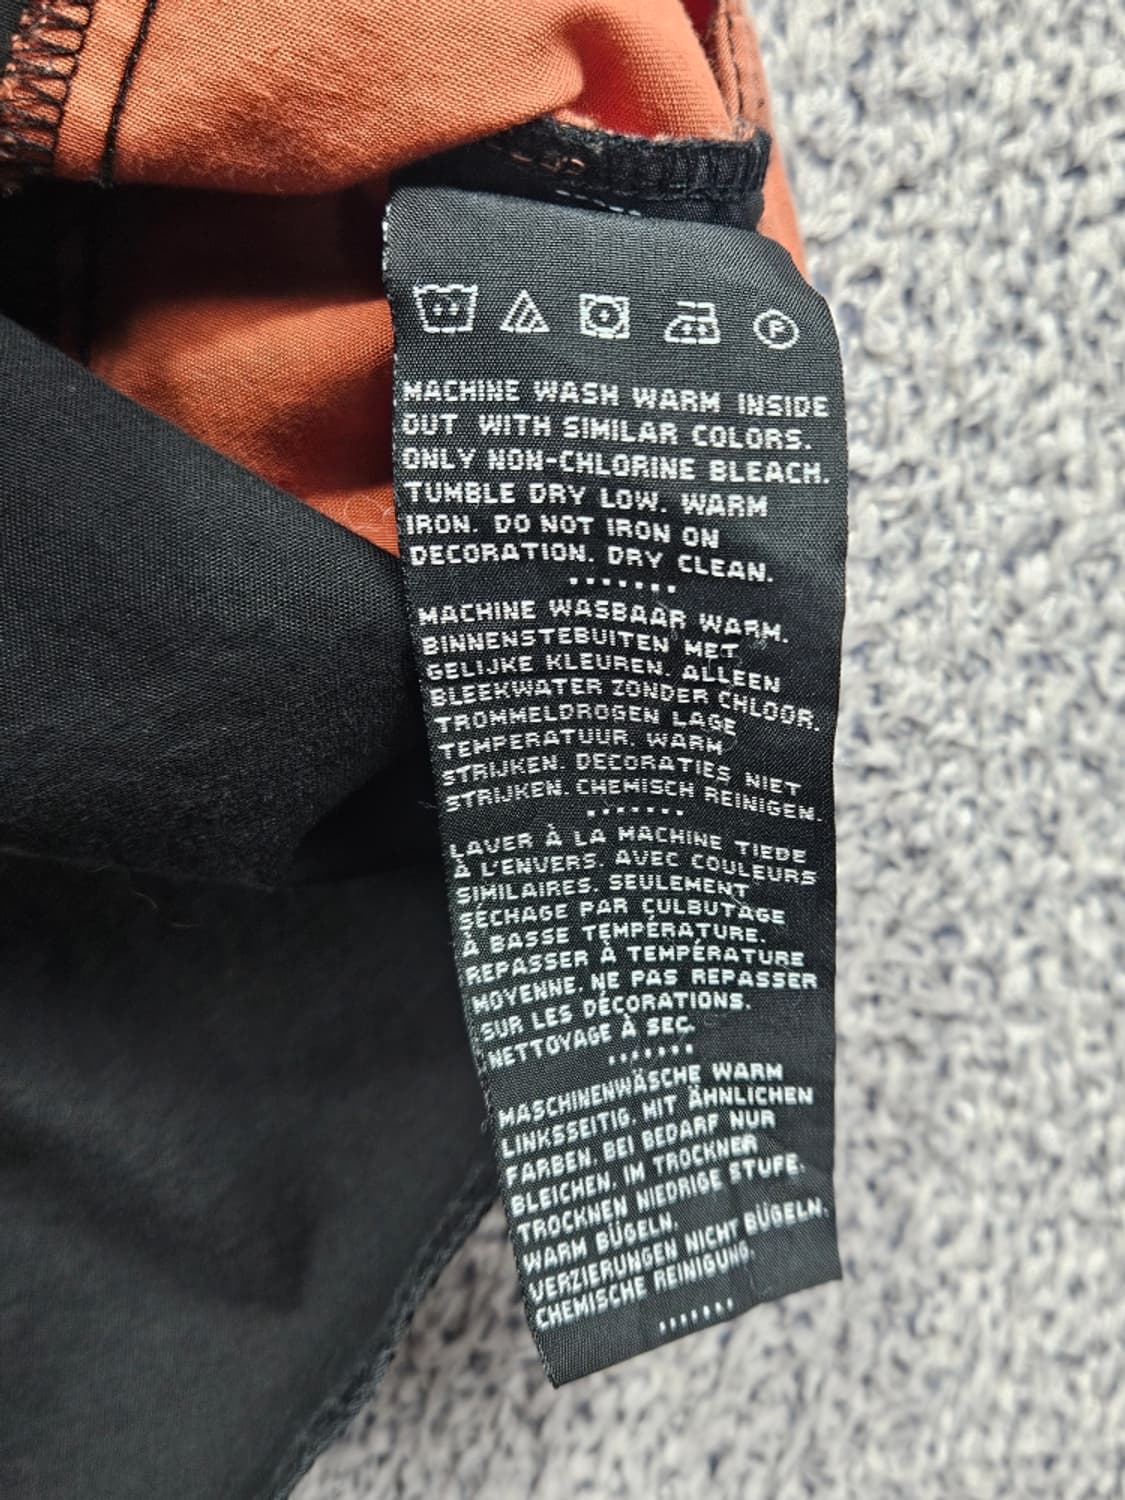 P
MACHINE WASH WARM INSIDE
OUT WITH SIMILAR COLORS.
ONLY NON-CHLORINE BLEACH.
TUMBLE DRY LOW. WARM
IRON. DO NOT IRON ON
DECORATION. DRY CLEAN.
.......
MACHINE WASBAAR WARM.
BINNENSTEBUITEN MET
GELIJKE KLEUREN. ALLEEN
BLEEKWATER ZONDER CHLOOR.
TROMMELDROGEN LAGE
TEMPERATUUR. WARM
STRIJKEN. DECORATIES NIET
STRIJKEN. CHEMISCH REINIGEN.
.......
LAVER À LA MACHINE TIEDE
À L'ENVERS. AVEC COULEURS
SIMILAIRES. SEULEMENT
SÉCHAGE PAR CULBUTAGE
À BASSE TEMPÉRATURE.
REPASSER À TEMPÉRATURE
MOYENNE. NE PAS REPASSER
SUR LES DÉCORATIONS.
NETTOYAGE À SEC.
.......
MASCHINENWÄSCHE WARM
LINKSSEITIG. MIT ÄHNLICHEN
FARBEN. BEI BEDARF NUR
BLEICHEN. IM TROCKNER
TROCKNEN NIEDRIGE STUFE.
WARM BÜGELN.
VERZIERUNGEN NICHT BÜGELN.
CHEMISCHE REINIGUNG.
.......